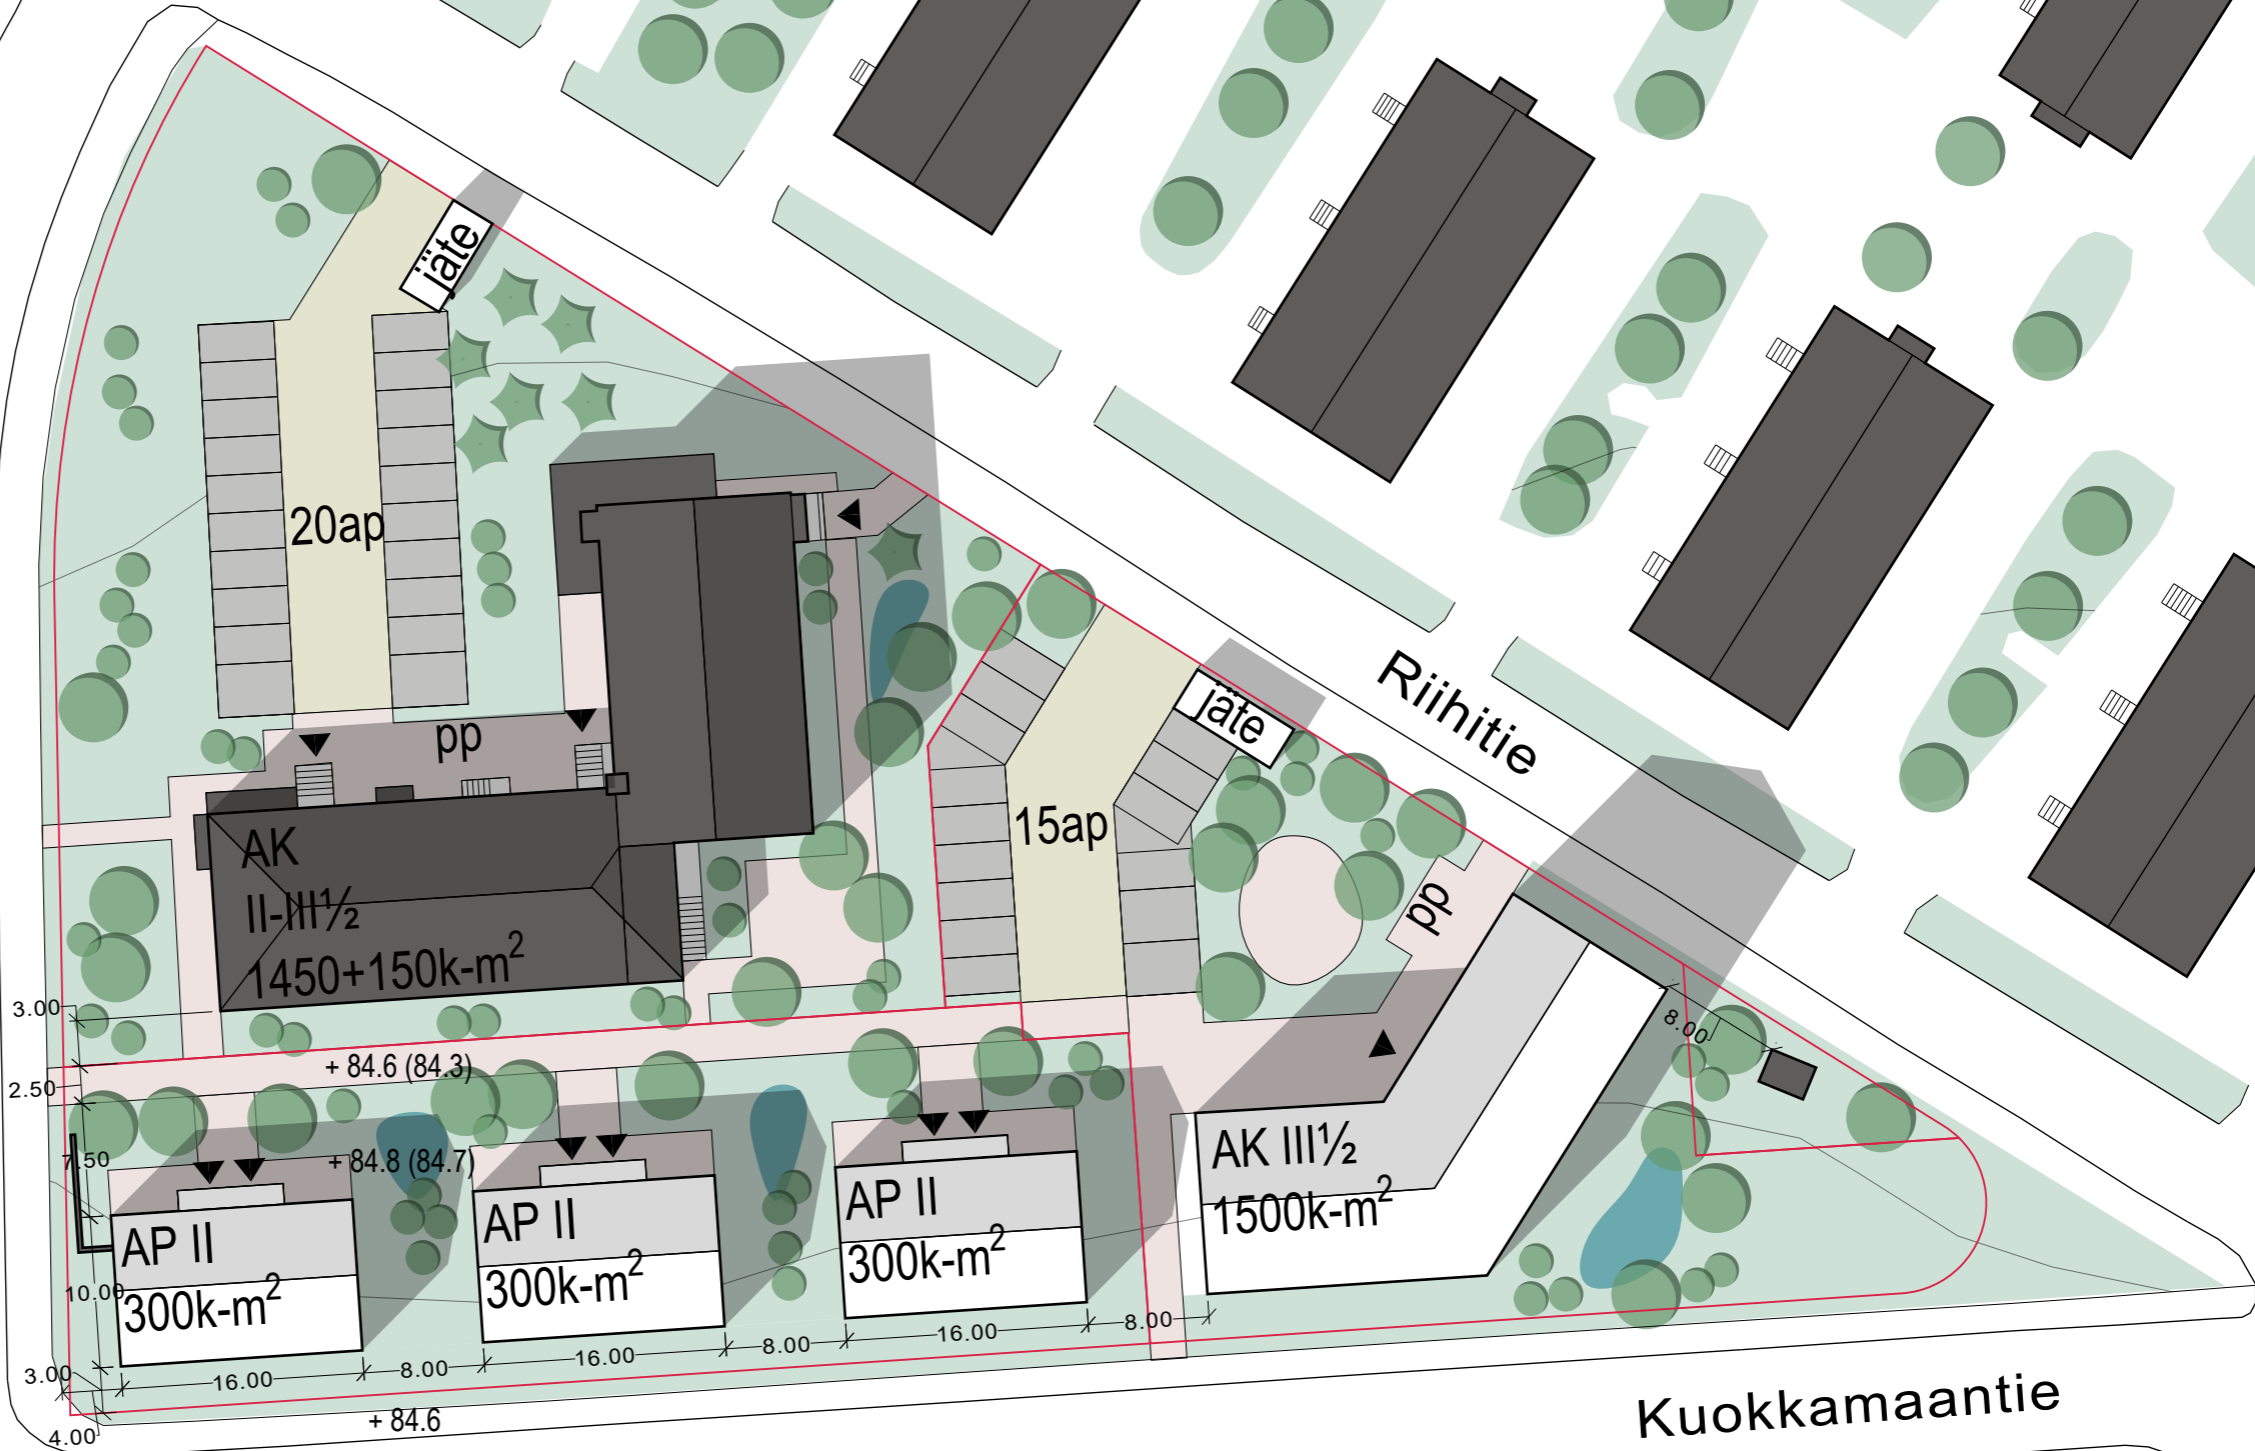 jäte
20ap
pp
jäte
Riihitie
15ap
pp
AK
II-III½
1450+150k-m²
3.00
8.00
+ 84.6 (84.3)
2.50
7.50
+ 84.8 (84.7)
AK III½
1500k-m²
AP II
300k-m²
AP II
300k-m²
AP II
300k-m²
10.00
8.00
16.00
8.00
16.00
8.00
16.00
3.00
+ 84.6
4.00
Kuokkamaantie